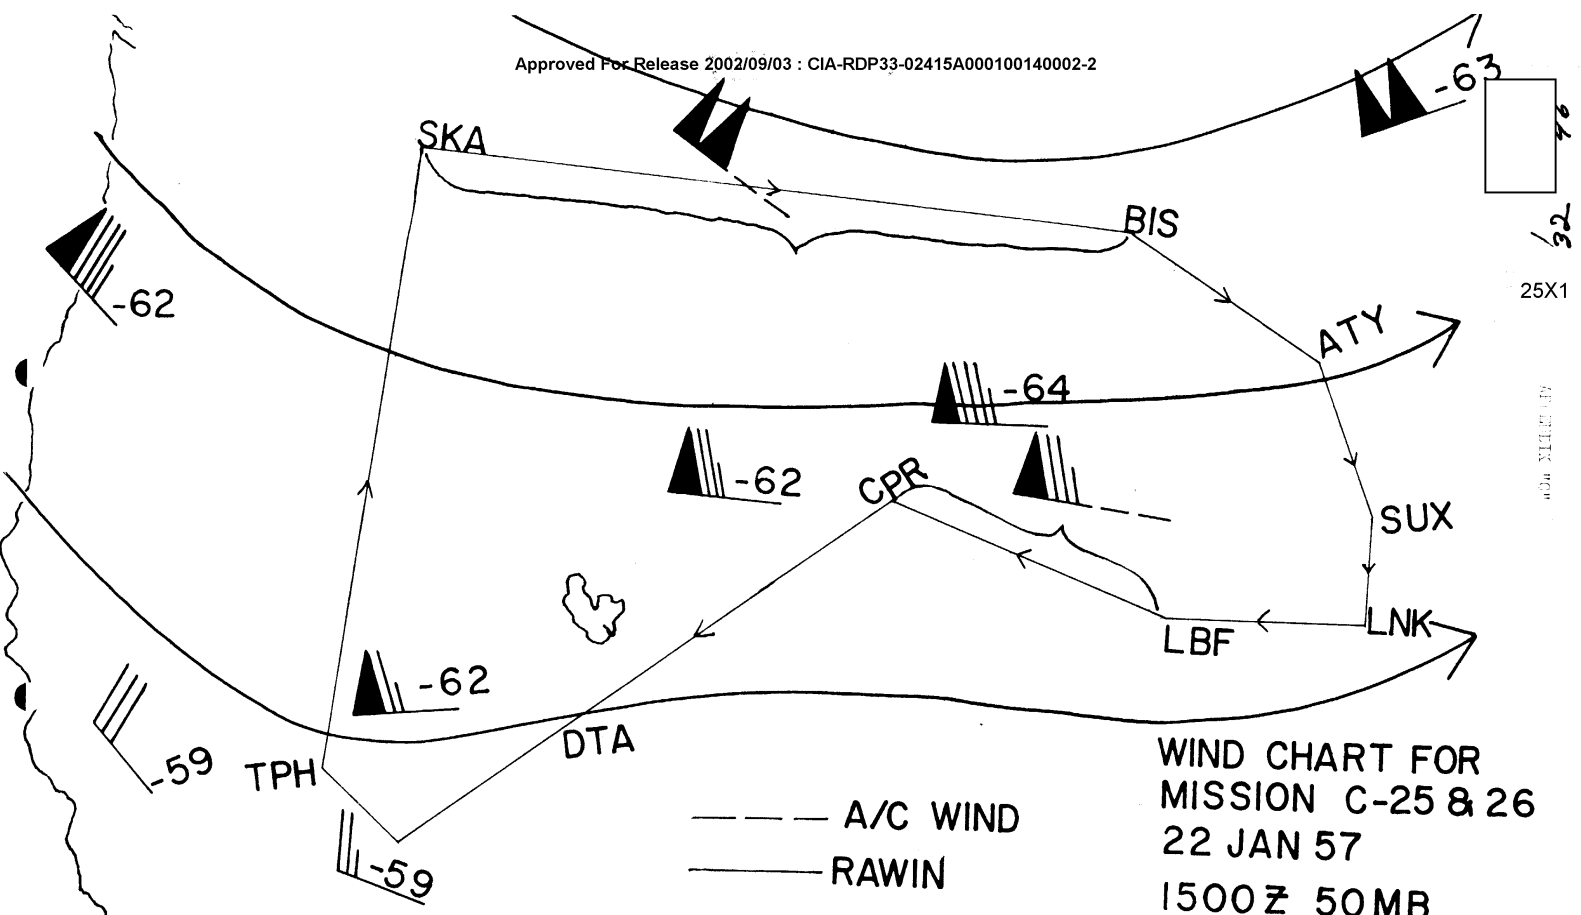 Approved For Release 2002/09/03 : CIA-RDP33-02415A000100140002-2
-63
96
SKA
BIS
32
25X1
-62
ATY
-64
-62
CPR
SUX
LNK
LBF
-62
DTA
-59
TPH
-59
A/C WIND
RAWIN
WIND CHART FOR
MISSION C-25 & 26
22 JAN 57
1500Z 50MB